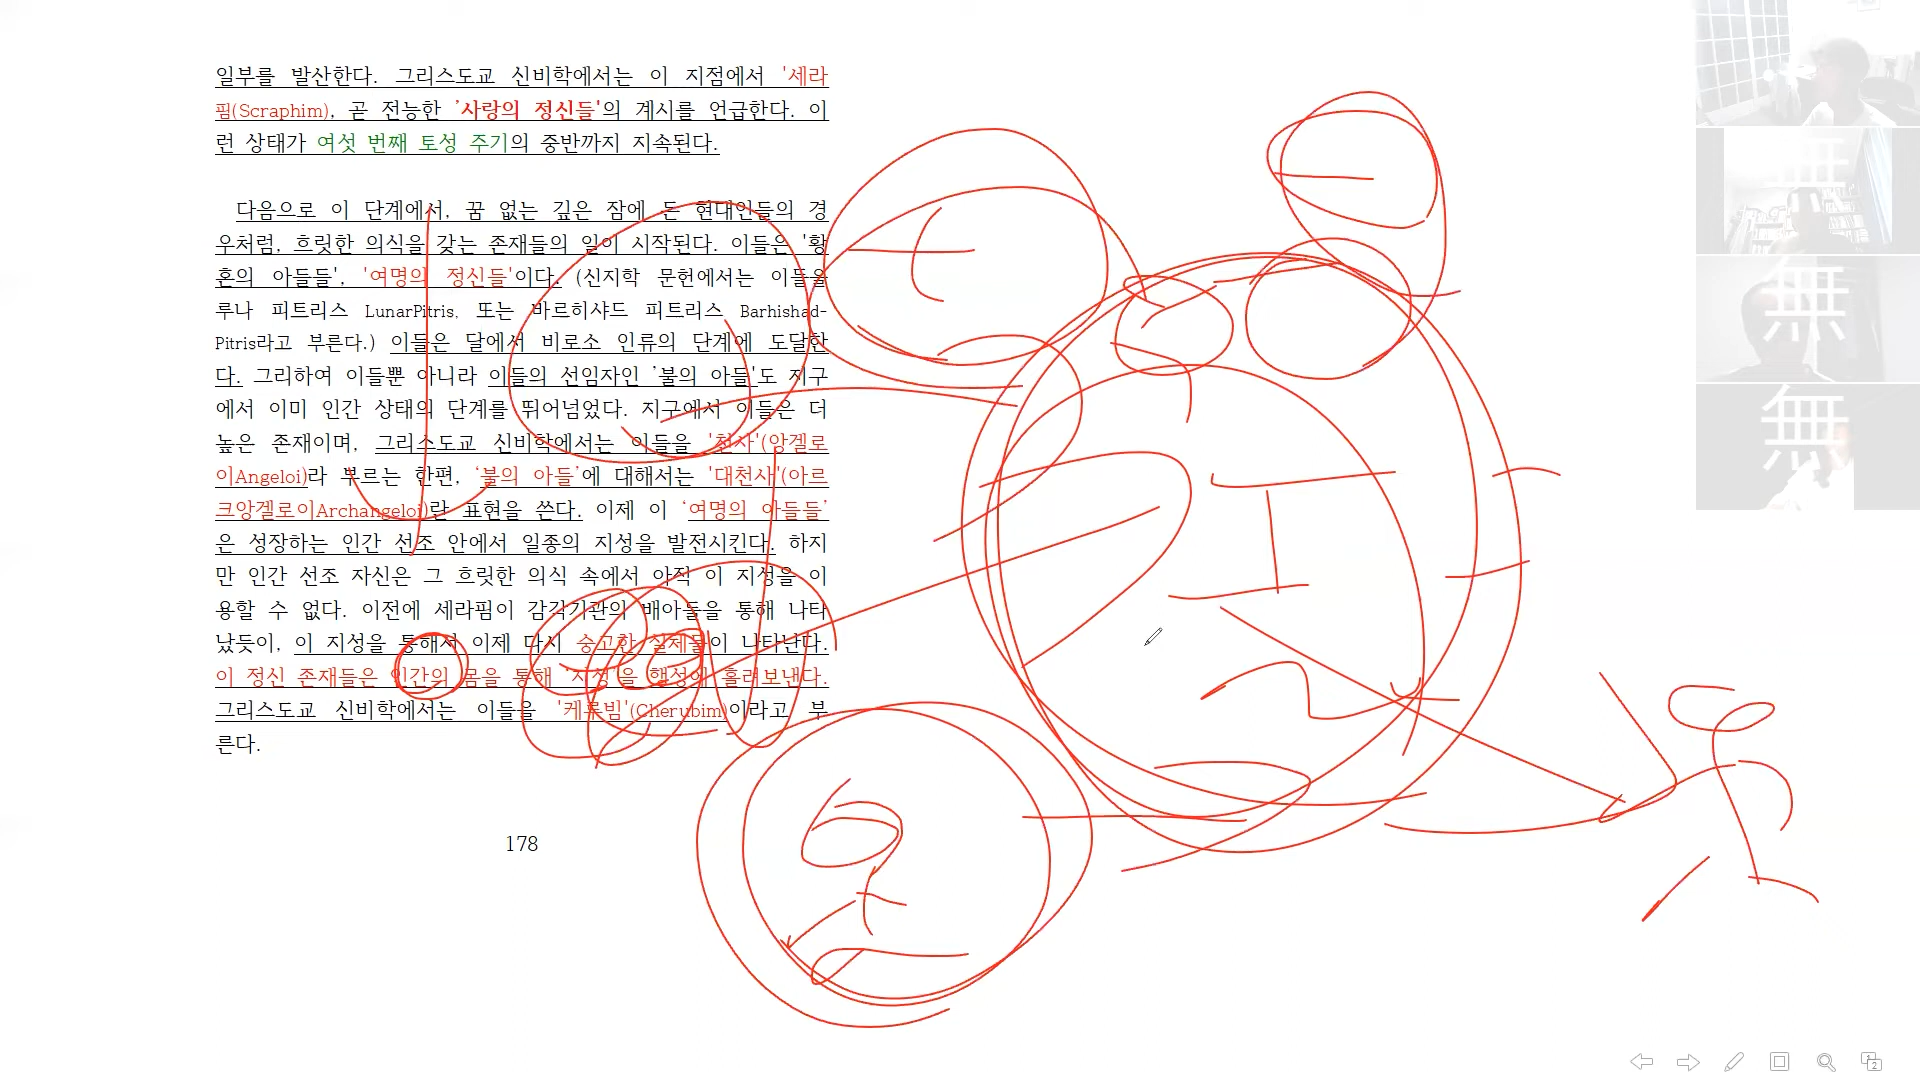 일부를 발산한다. 그리스도교 신비학에서는 이 지점에서 '세라
핌(Scraphim), 곧 전능한 '사랑의 정신들'의 계시를 언급한다. 이
런 상태가 여섯 번째 토성 주기의 중반까지 지속된다.
다음으로 이 단계에서, 꿈 없는 깊은 잠에 든 현대인들의 경
우처럼, 흐릿한 의식을 갖는 존재들의 일이 시작된다. 이들은 '황
혼의 아들들', '여명의 정신들'이다. (신지학 문헌에서는 이들을
루나 피트리스 LunarPitris, 또는 바르히샤드 피트리스 Barhishad-
Pitris라고 부른다.) 이들은 달에서 비로소 인류의 단계에 도달한
다. 그리하여 이들뿐 아니라 이들의 선임자인 '불의 아들'도 지구
에서 이미 인간 상태의 단계를 뛰어넘었다. 지구에서 이들은 더
높은 존재이며, 그리스도교 신비학에서는 이들을 '천사'(앙겔로
이Angeloi)라 부르는 한편, '불의 아들'에 대해서는 '대천사'(아르
크앙겔로이Archangeloi)란 표현을 쓴다. 이제 이 '여명의 아들들'
은 성장하는 인간 선조 안에서 일종의 지성을 발전시킨다. 하지
만 인간 선조 자신은 그 흐릿한 의식 속에서 아직 이 지성을 이
용할 수 없다. 이전에 세라핌이 감각기관의 배아들을 통해 나타
났듯이, 이 지성을 통해서 이제 다시 숭고한 실체들이 나타난다.
이 정신 존재들은 인간의 몸을 통해 '지성'을 행성에 흘려보낸다.
그리스도교 신비학에서는 이들을 '케루빔'(Cherubim)이라고 부
른다.
178
無
無
無